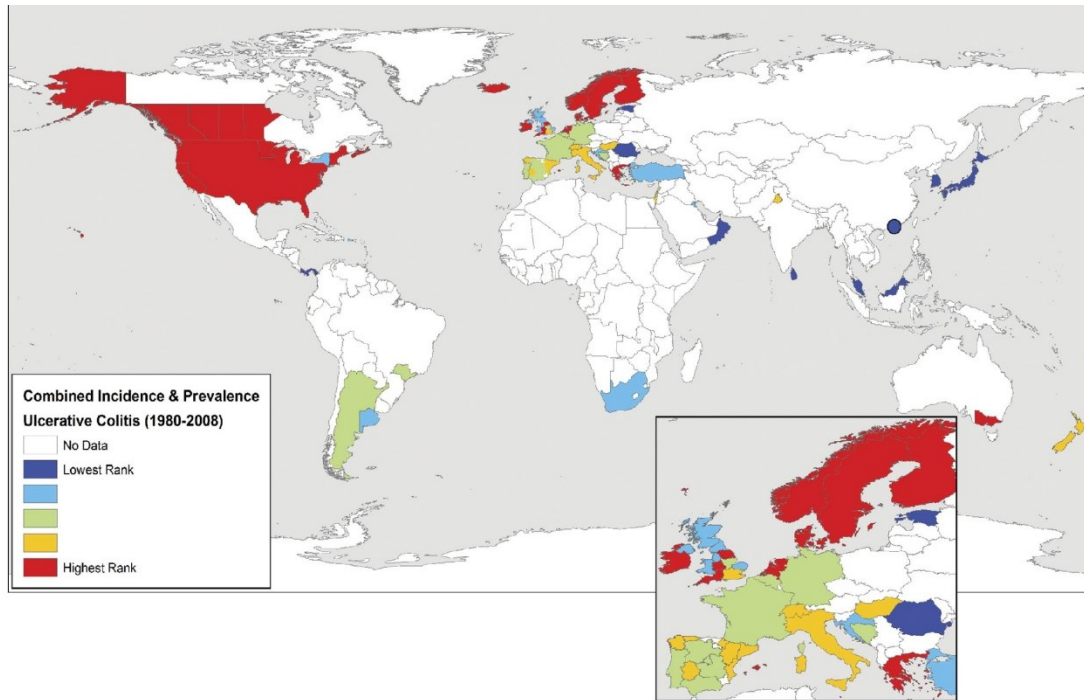 Combined Incidence & Prevalence
Ulcerative Colitis (1980-2008)
No Data
Lowest Rank
Highest Rank